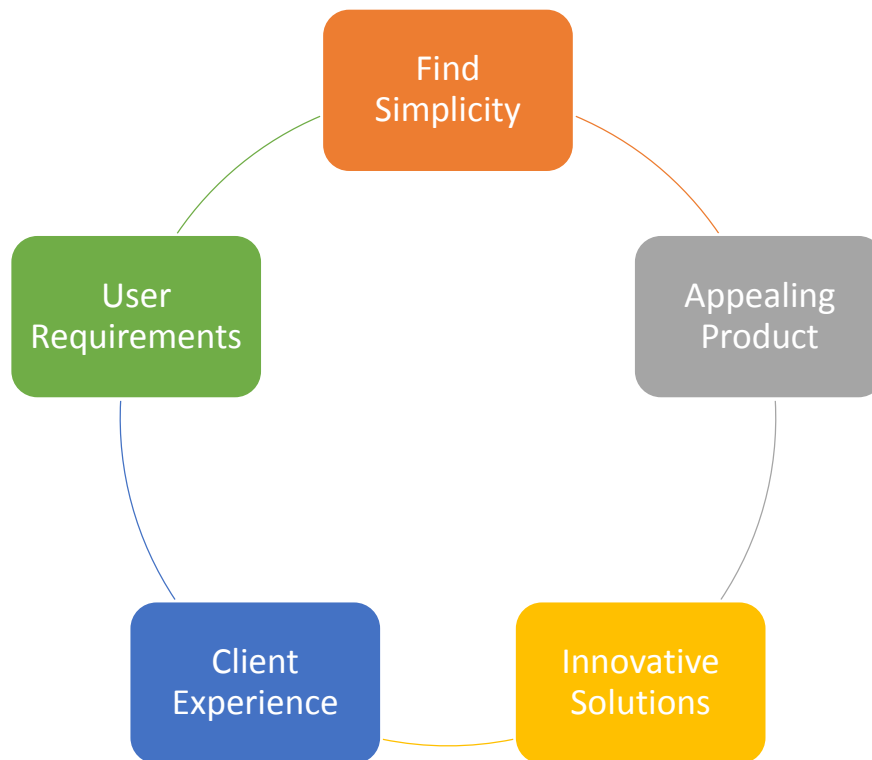 Find
Simplicity
Appealing
Product
Innovative
Solutions
Client
Experience
User
Requirements